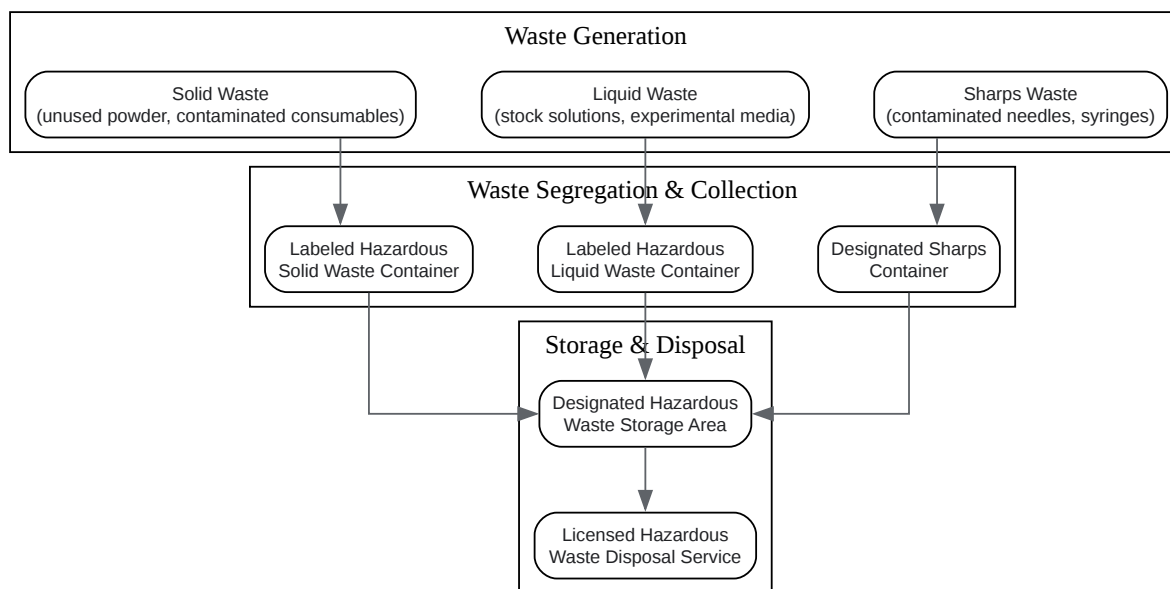 Waste Generation
Solid Waste
(unused powder, contaminated consumables)
Liquid Waste
(stock solutions, experimental media)
Sharps Waste
(contaminated needles, syringes)
Waste Segregation & Collection
Labeled Hazardous
Solid Waste Container
Labeled Hazardous
Liquid Waste Container
Designated Sharps
Container
Storage & Disposal
Designated Hazardous
Waste Storage Area
Licensed Hazardous
Waste Disposal Service